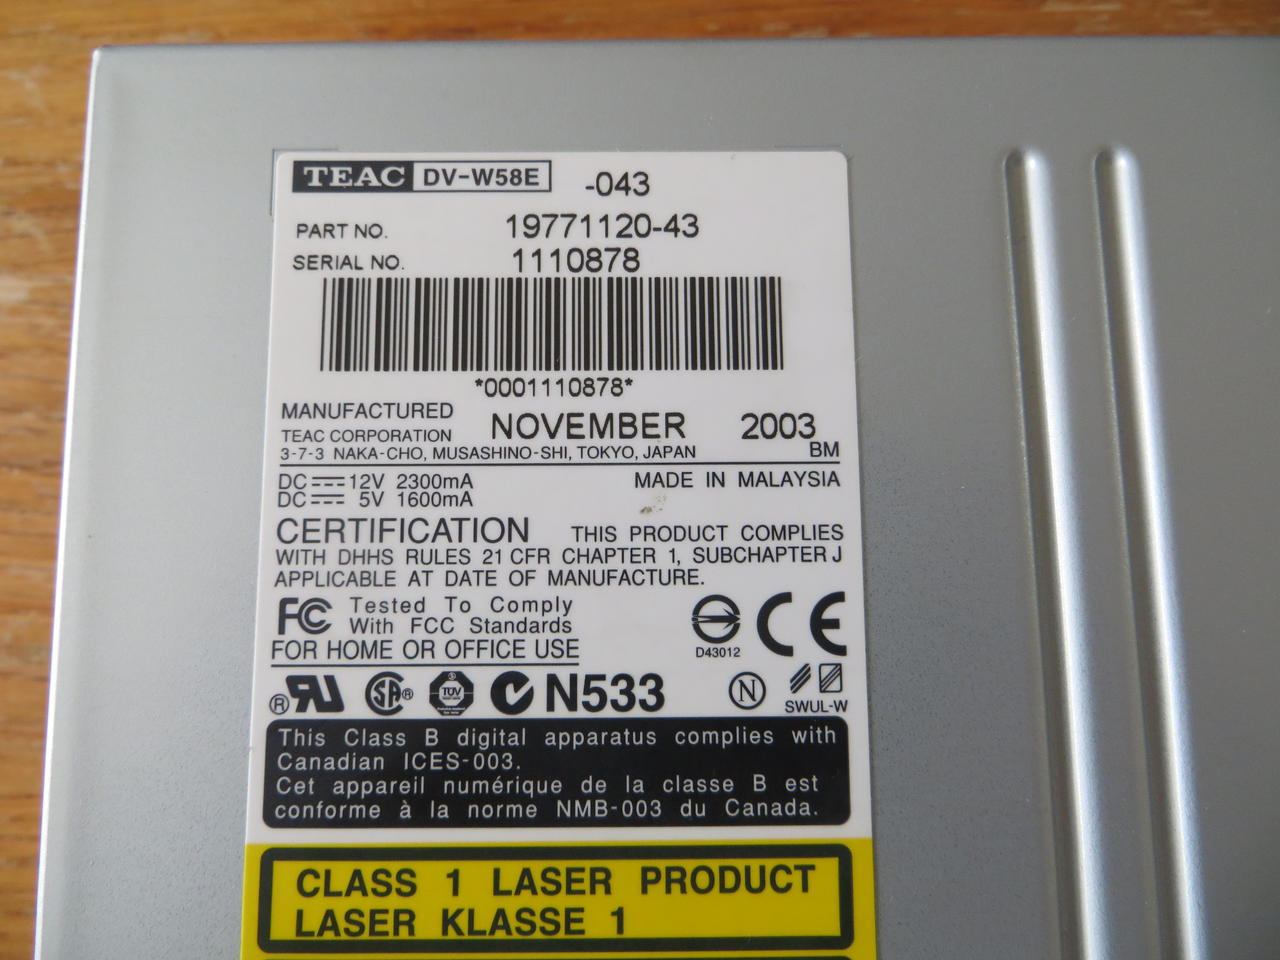 TEAC DV-W58E -043
PART NO. 19771120-43
SERIAL NO. 1110878
*0001110878*
MANUFACTURED NOVEMBER 2003
TEAC CORPORATION
3-7-3 NAKA-CHO, MUSASHINO-SHI, TOKYO, JAPAN BM
DC 12V 2300mA MADE IN MALAYSIA
DC 5V 1600mA
CERTIFICATION THIS PRODUCT COMPLIES
WITH DHHS RULES 21 CFR CHAPTER 1, SUBCHAPTER J
APPLICABLE AT DATE OF MANUFACTURE.
FC Tested To Comply
With FCC Standards
FOR HOME OR OFFICE USE
D43012 CE
® UR SA® TUV N533 N SWUL-W
This Class B digital apparatus complies with
Canadian ICES-003.
Cet appareil numérique de la classe B est
conforme à la norme NMB-003 du Canada.
CLASS 1 LASER PRODUCT
LASER KLASSE 1